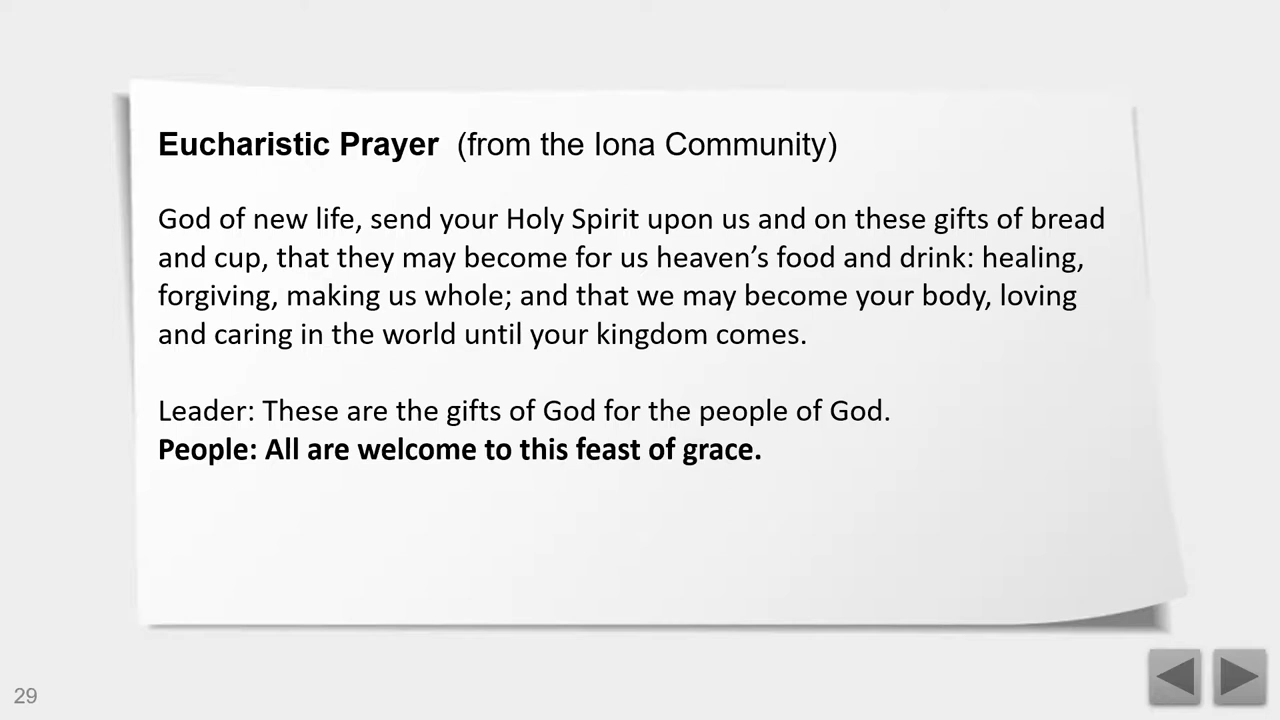 Eucharistic Prayer (from the Iona Community)
God of new life, send your Holy Spirit upon us and on these gifts of bread
and cup, that they may become for us heaven’s food and drink: healing,
forgiving, making us whole; and that we may become your body, loving
and caring in the world until your kingdom comes.
Leader: These are the gifts of God for the people of God.
People: All are welcome to this feast of grace.
29